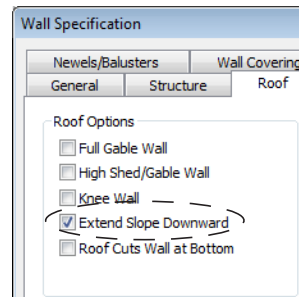 Wall Specification
Newels/Balusters Wall Covering
General Structure Roof
Roof Options
Full Gable Wall
High Shed/Gable Wall
Knee Wall
Extend Slope Downward
Roof Cuts Wall at Bottom